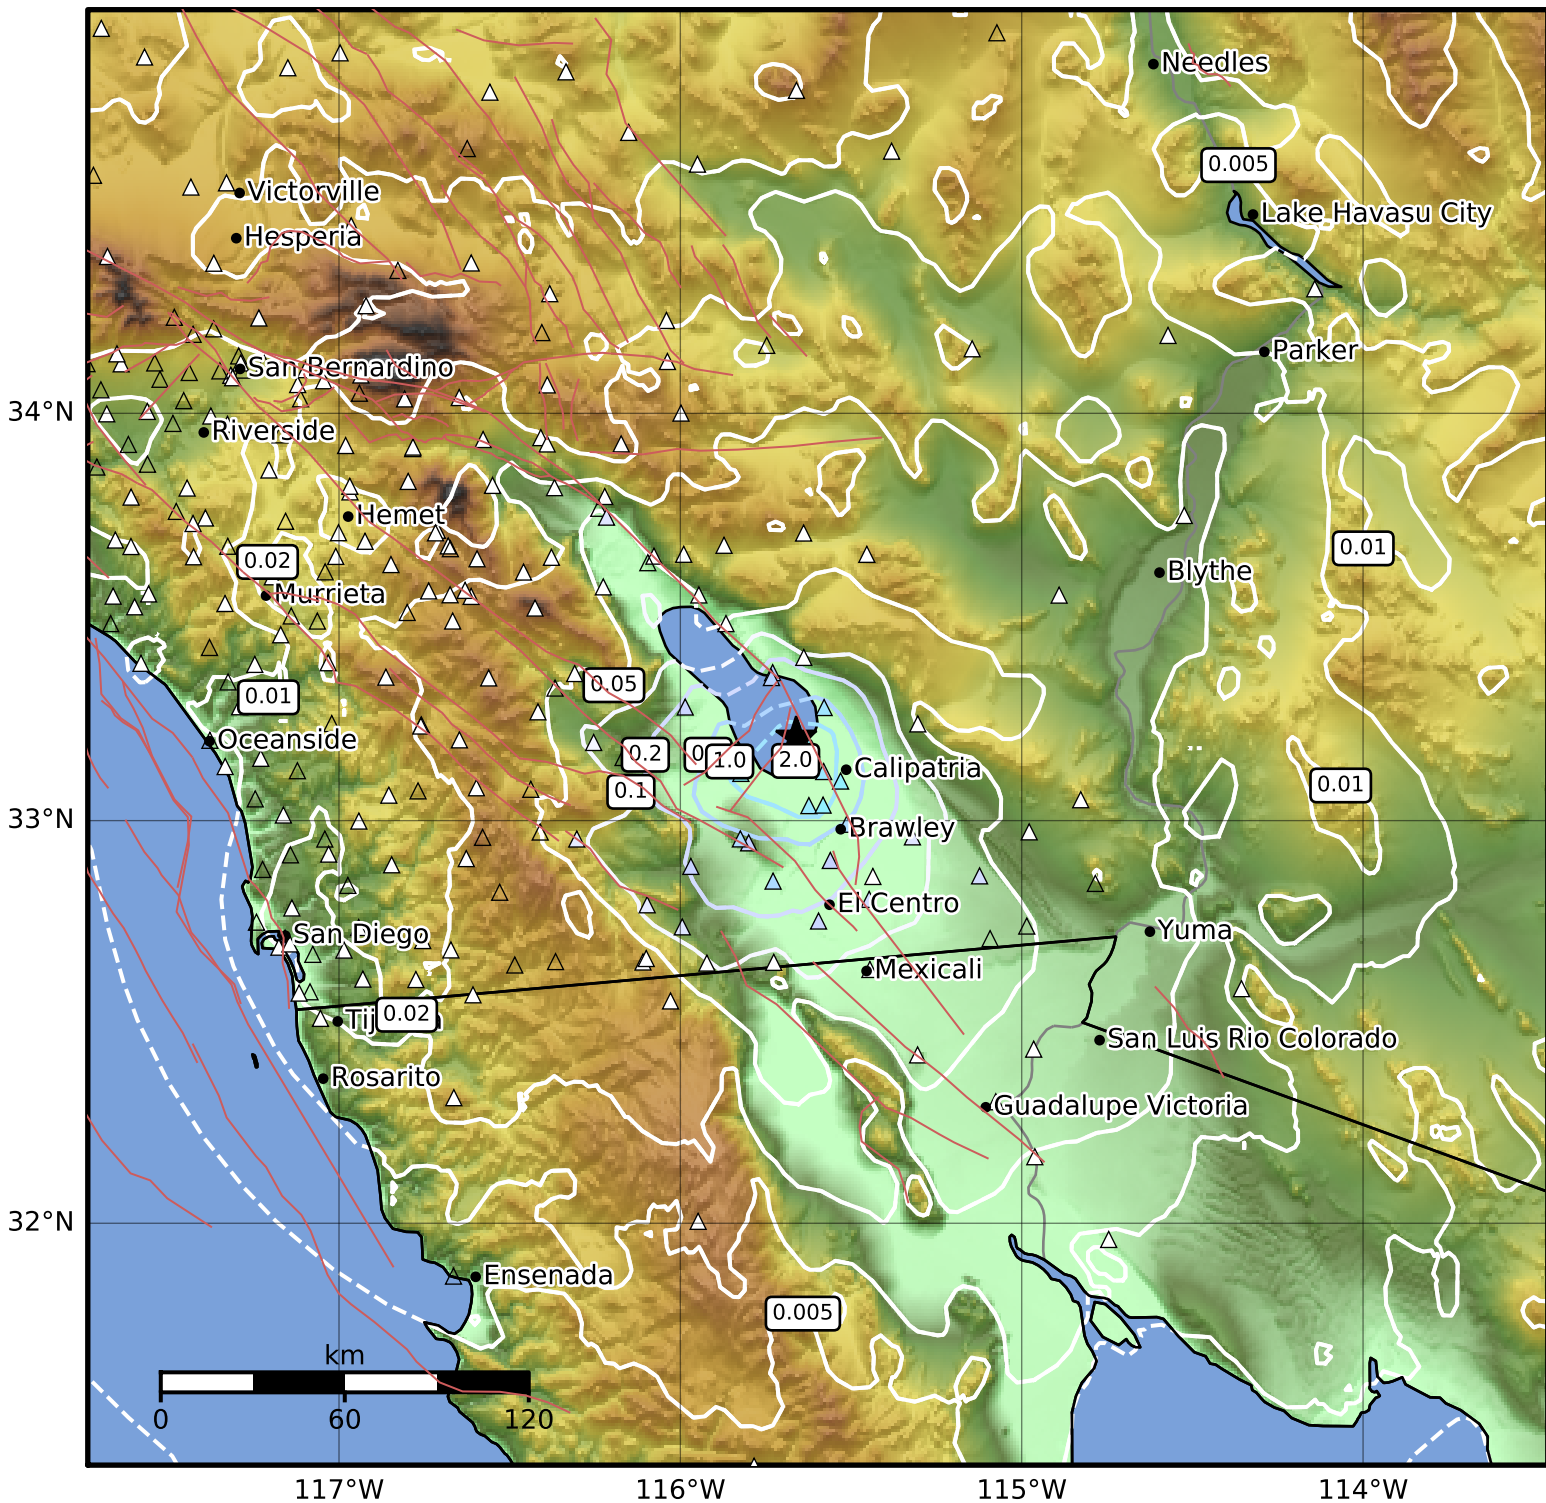 Needles
0.005
Victorville
Lake Havasu City
Hesperia
Parker
San Bernardino
34°N
Riverside
Hemet
0.01
0.02
Blythe
Murrieta
0.05
0.01
Oceanside
0.2
1.0
2.0
Calipatria
0.01
0.1
33°N
Brawley
El Centro
San Diego
Yuma
Mexicali
0.02
San Luis Rio Colorado
Rosarito
Guadalupe Victoria
32°N
Ensenada
0.005
km
0
60
120
117°W
116°W
115°W
114°W